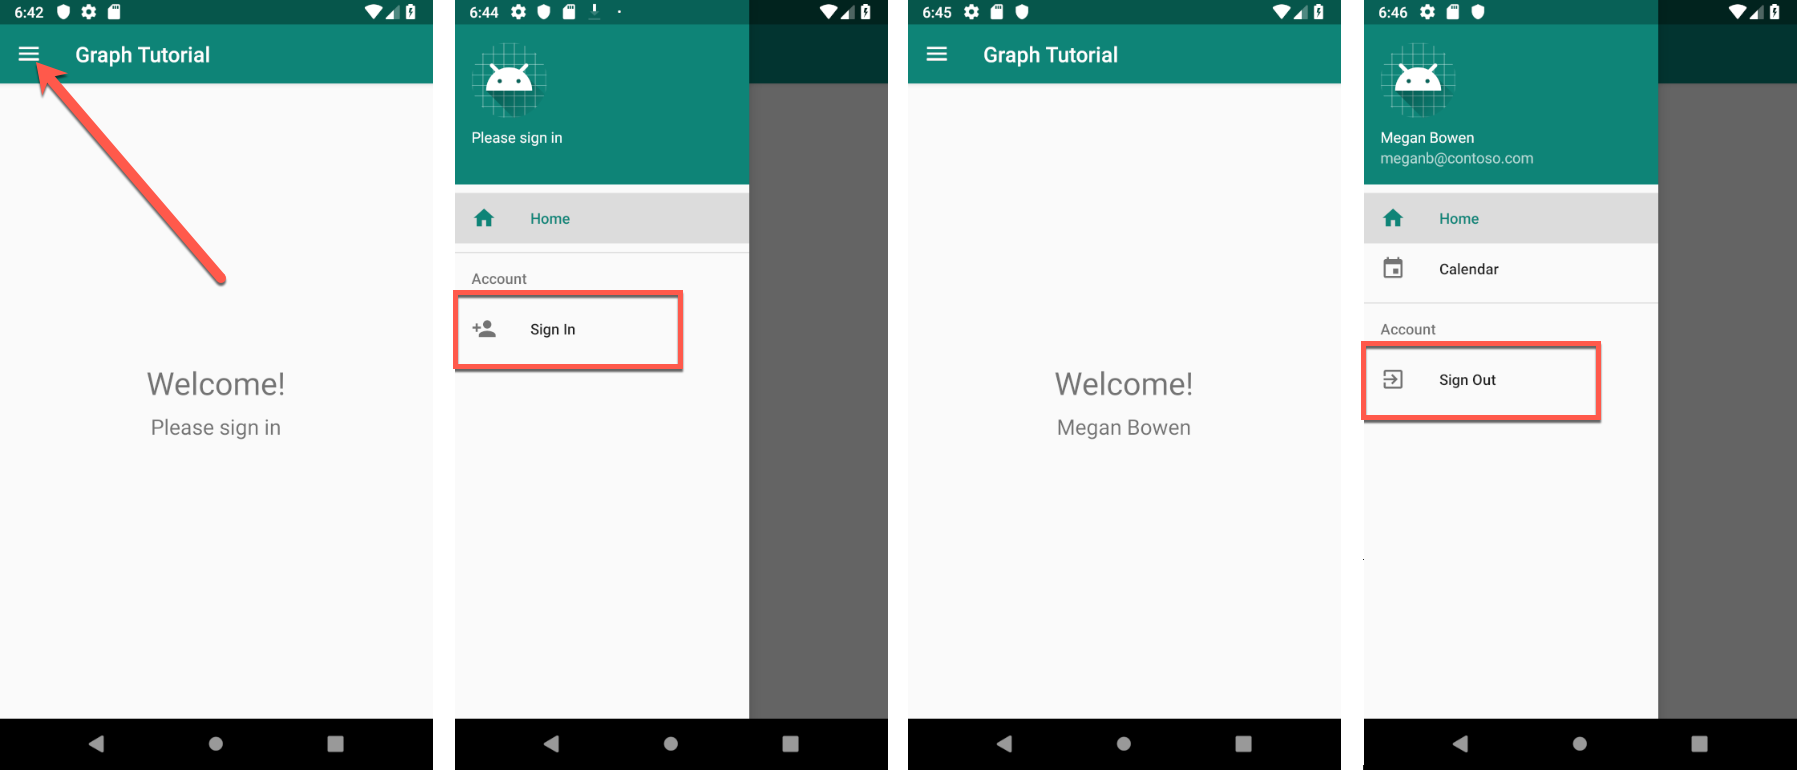 6:42
Graph Tutorial
Welcome!
Please sign in
6:44
Please sign in
Home
Account
Sign In
6:45
Graph Tutorial
Welcome!
Megan Bowen
6:46
Megan Bowen
meganb@contoso.com
Home
Calendar
Account
Sign Out